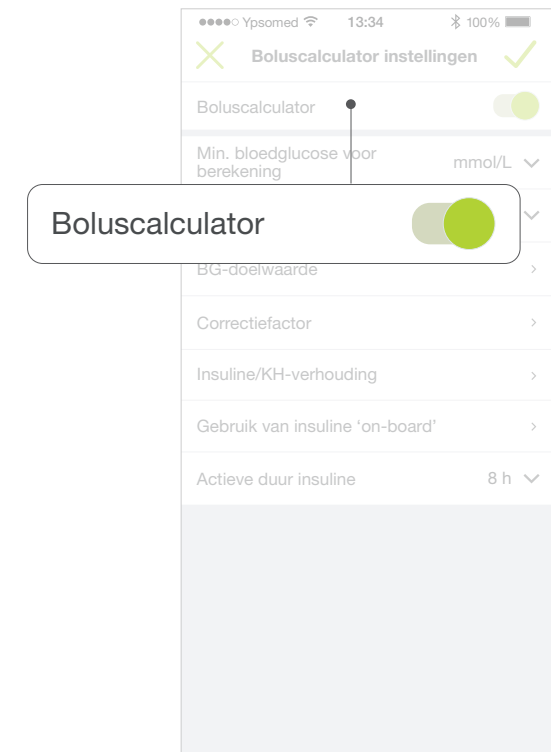 Ypsomed 13:34 100%
Boluscalculator instellingen
Boluscalculator
Min. bloedglucose voor
berekening
mmol/L
Boluscalculator
BG-doelwaarde
Correctiefactor
Insuline/KH-verhouding
Gebruik van insuline ‘on-board’
Actieve duur insuline 8 h